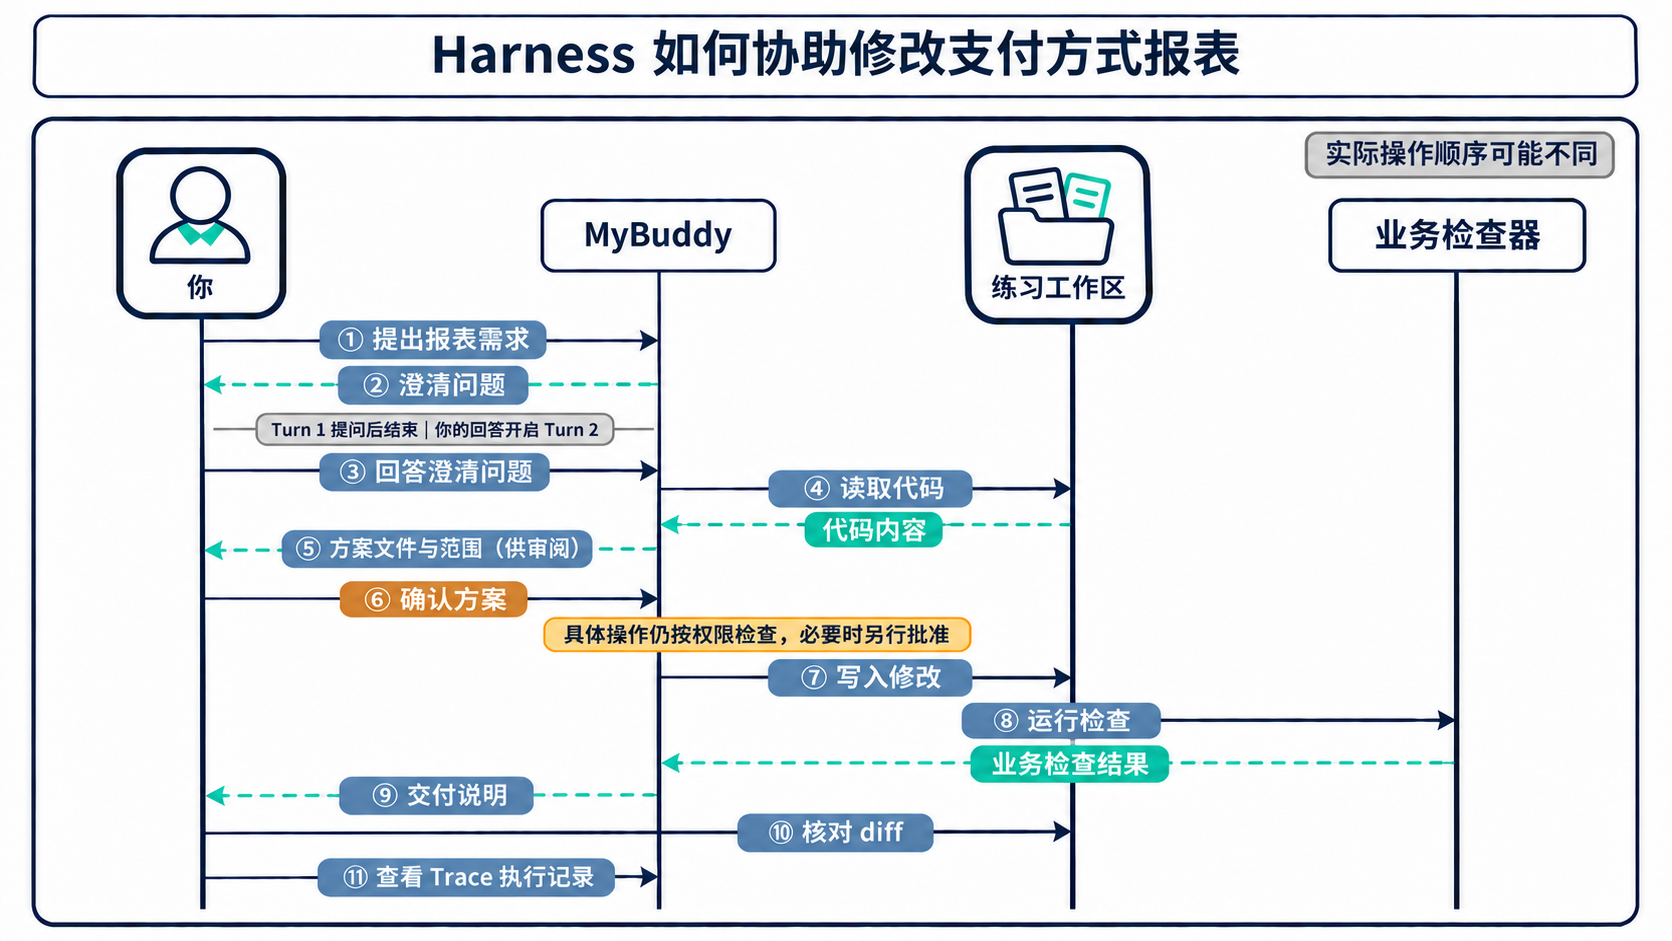 Harness 如何协助修改支付方式报表
实际操作顺序可能不同
你
MyBuddy
练习工作区
业务检查器
① 提出报表需求
② 澄清问题
Turn 1 提问后结束｜你的回答开启 Turn 2
③ 回答澄清问题
④ 读取代码
代码内容
⑤ 方案文件与范围（供审阅）
⑥ 确认方案
具体操作仍按权限检查，必要时另行批准
⑦ 写入修改
⑧ 运行检查
业务检查结果
⑨ 交付说明
⑩ 核对 diff
⑪ 查看 Trace 执行记录